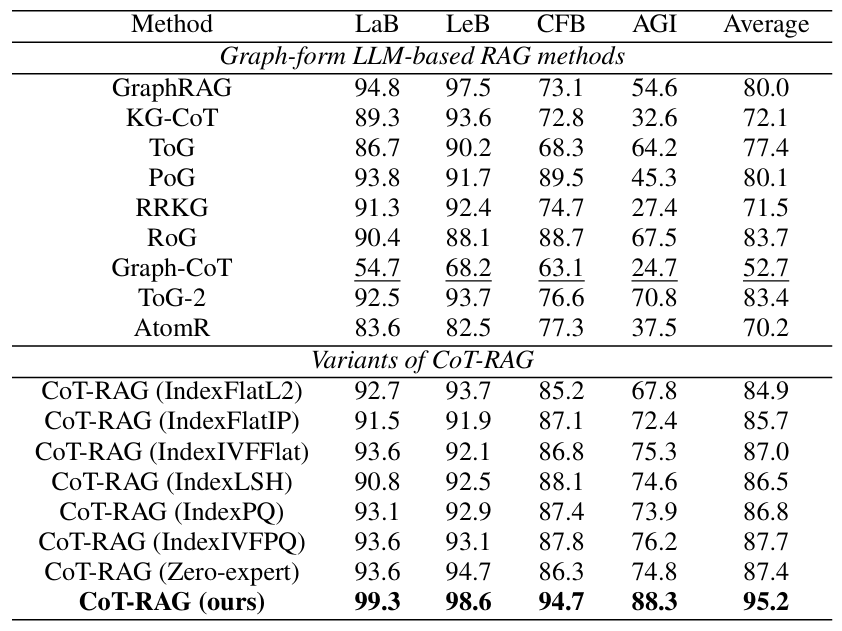 Method LaB LeB CFB AGI Average
Graph-form LLM-based RAG methods
GraphRAG 94.8 97.5 73.1 54.6 80.0
KG-CoT 89.3 93.6 72.8 32.6 72.1
ToG 86.7 90.2 68.3 64.2 77.4
PoG 93.8 91.7 89.5 45.3 80.1
RRKG 91.3 92.4 74.7 27.4 71.5
RoG 90.4 88.1 88.7 67.5 83.7
Graph-CoT 54.7 68.2 63.1 24.7 52.7
ToG-2 92.5 93.7 76.6 70.8 83.4
AtomR 83.6 82.5 77.3 37.5 70.2
Variants of CoT-RAG
CoT-RAG (IndexFlatL2) 92.7 93.7 85.2 67.8 84.9
CoT-RAG (IndexFlatIP) 91.5 91.9 87.1 72.4 85.7
CoT-RAG (IndexIVFFlat) 93.6 92.1 86.8 75.3 87.0
CoT-RAG (IndexLSH) 90.8 92.5 88.1 74.6 86.5
CoT-RAG (IndexPQ) 93.1 92.9 87.4 73.9 86.8
CoT-RAG (IndexIVFPQ) 93.6 93.1 87.8 76.2 87.7
CoT-RAG (Zero-expert) 93.6 94.7 86.3 74.8 87.4
CoT-RAG (ours) 99.3 98.6 94.7 88.3 95.2